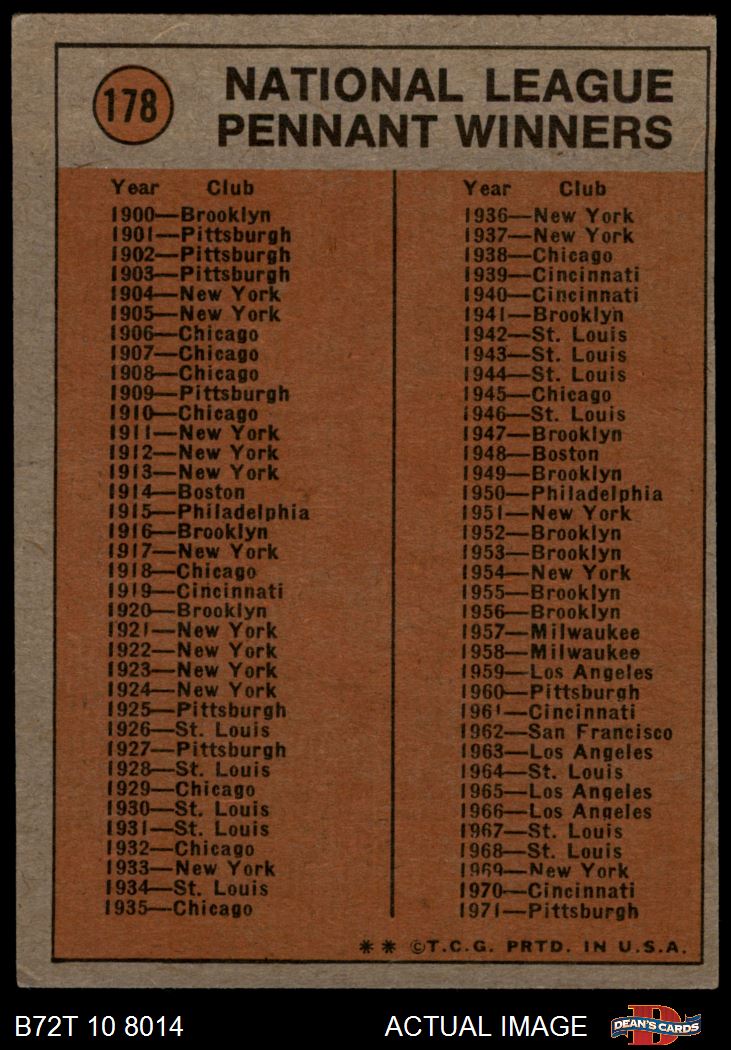 178
NATIONAL LEAGUE
PENNANT WINNERS
Year Club
1900—Brooklyn
1901—Pittsburgh
1902—Pittsburgh
1903—Pittsburgh
1904—New York
1905—New York
1906—Chicago
1907—Chicago
1908—Chicago
1909—Pittsburgh
1910—Chicago
1911—New York
1912—New York
1913—New York
1914—Boston
1915—Philadelphia
1916—Brooklyn
1917—New York
1918—Chicago
1919—Cincinnati
1920—Brooklyn
1921—New York
1922—New York
1923—New York
1924—New York
1925—Pittsburgh
1926—St. Louis
1927—Pittsburgh
1928—St. Louis
1929—Chicago
1930—St. Louis
1931—St. Louis
1932—Chicago
1933—New York
1934—St. Louis
1935—Chicago
Year Club
1936—New York
1937—New York
1938—Chicago
1939—Cincinnati
1940—Cincinnati
1941—Brooklyn
1942—St. Louis
1943—St. Louis
1944—St. Louis
1945—Chicago
1946—St. Louis
1947—Brooklyn
1948—Boston
1949—Brooklyn
1950—Philadelphia
1951—New York
1952—Brooklyn
1953—Brooklyn
1954—New York
1955—Brooklyn
1956—Brooklyn
1957—Milwaukee
1958—Milwaukee
1959—Los Angeles
1960—Pittsburgh
1961—Cincinnati
1962—San Francisco
1963—Los Angeles
1964—St. Louis
1965—Los Angeles
1966—Los Angeles
1967—St. Louis
1968—St. Louis
1969—New York
1970—Cincinnati
1971—Pittsburgh
** ©T.C.G. PRTD. IN U.S.A.
B72T 10 8014 ACTUAL IMAGE
D
DEAN'S CARDS